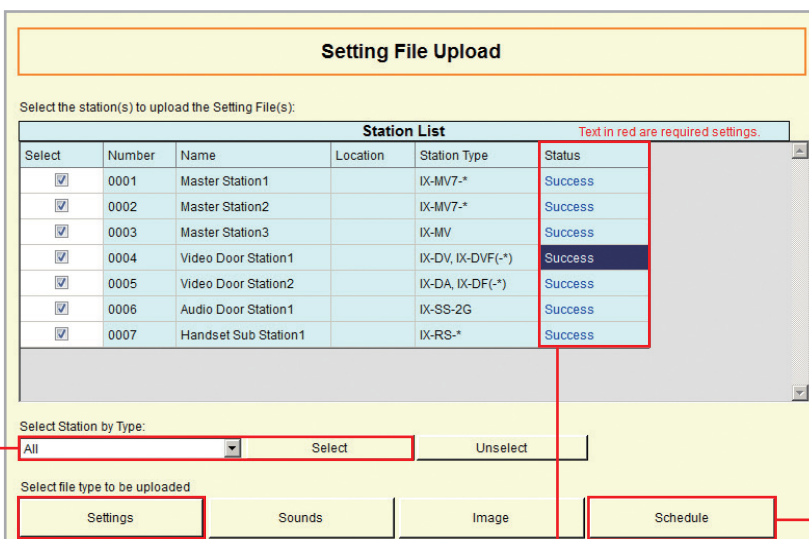 Setting File Upload
Select the station(s) to upload the Setting File(s):
Station List Text in red are required settings.
Select Number Name Location Station Type Status
0001 Master Station1 IX-MV7-* Success
0002 Master Station2 IX-MV7-* Success
0003 Master Station3 IX-MV Success
0004 Video Door Station1 IX-DV, IX-DVF(-*) Success
0005 Video Door Station2 IX-DA, IX-DF(-*) Success
0006 Audio Door Station1 IX-SS-2G Success
0007 Handset Sub Station1 IX-RS-* Success
Select Station by Type:
All Select Unselect
Select file type to be uploaded
Settings Sounds Image Schedule